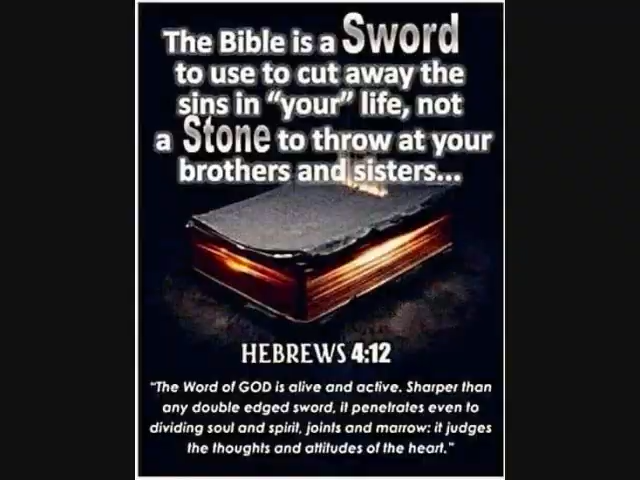 The Bible is a Sword
to use to cut away the
sins in “your” life, not
a Stone to throw at your
brothers and sisters...
HEBREWS 4:12
“The Word of GOD is alive and active. Sharper than
any double edged sword, it penetrates even to
dividing soul and spirit, joints and marrow: it judges
the thoughts and attitudes of the heart.”